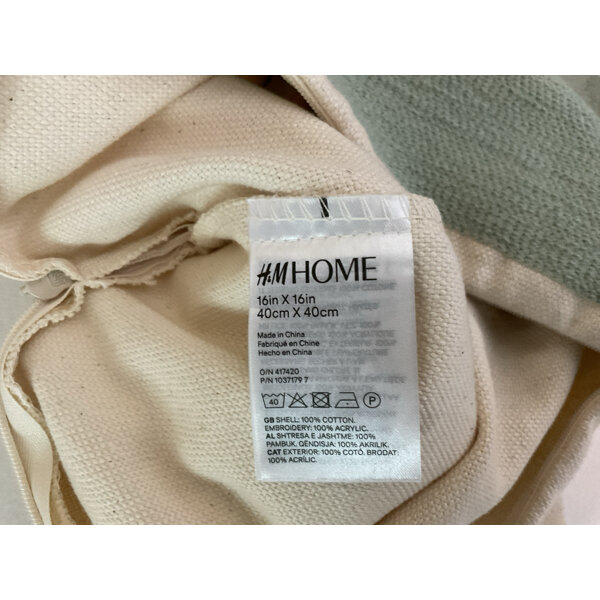 H&M HOME
16in X 16in
40cm X 40cm
Made in China
Fabriqué en Chine
Hecho en China
O/N 417420
P/N 1037179 7
40 P
GB SHELL: 100% COTTON.
EMBROIDERY: 100% ACRYLIC.
AL SHTRESA E JASHTME: 100%
PAMBUK. QËNDISJA: 100% AKRILIK.
CAT EXTERIOR: 100% COTÓ. BRODAT:
100% ACRÍLIC.